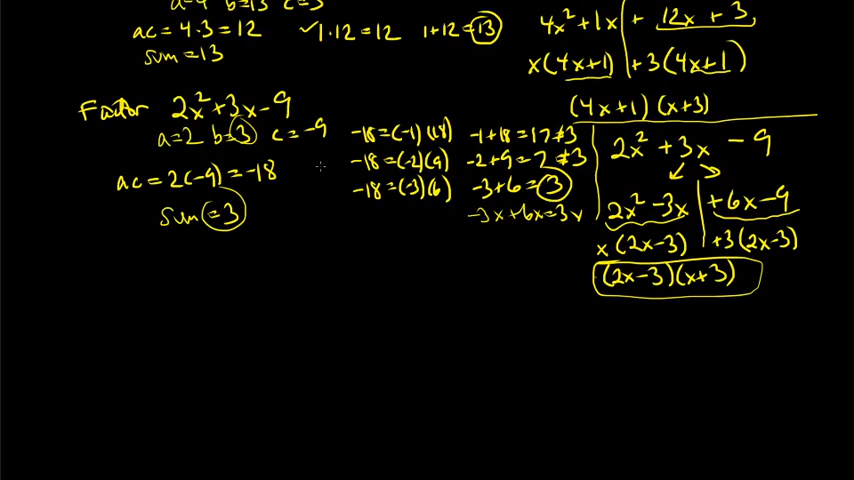 a=4 b=13 c=3
ac = 4·3 = 12 ✓1·12=12 1+12=13
sum = 13
4x²+1x + 12x + 3
x(4x+1) +3(4x+1)
(4x+1)(x+3)
Factor 2x²+3x-9
a=2 b=3 c=-9
ac = 2(-9) = -18
sum = 3
-18=(-1)(18) -1+18=17≠3
-18=(-2)(9) -2+9=7≠3
-18=(-3)(6) -3+6=3
-3x+6x=3x
2x² +3x -9
2x²-3x +6x-9
x(2x-3) +3(2x-3)
(2x-3)(x+3)